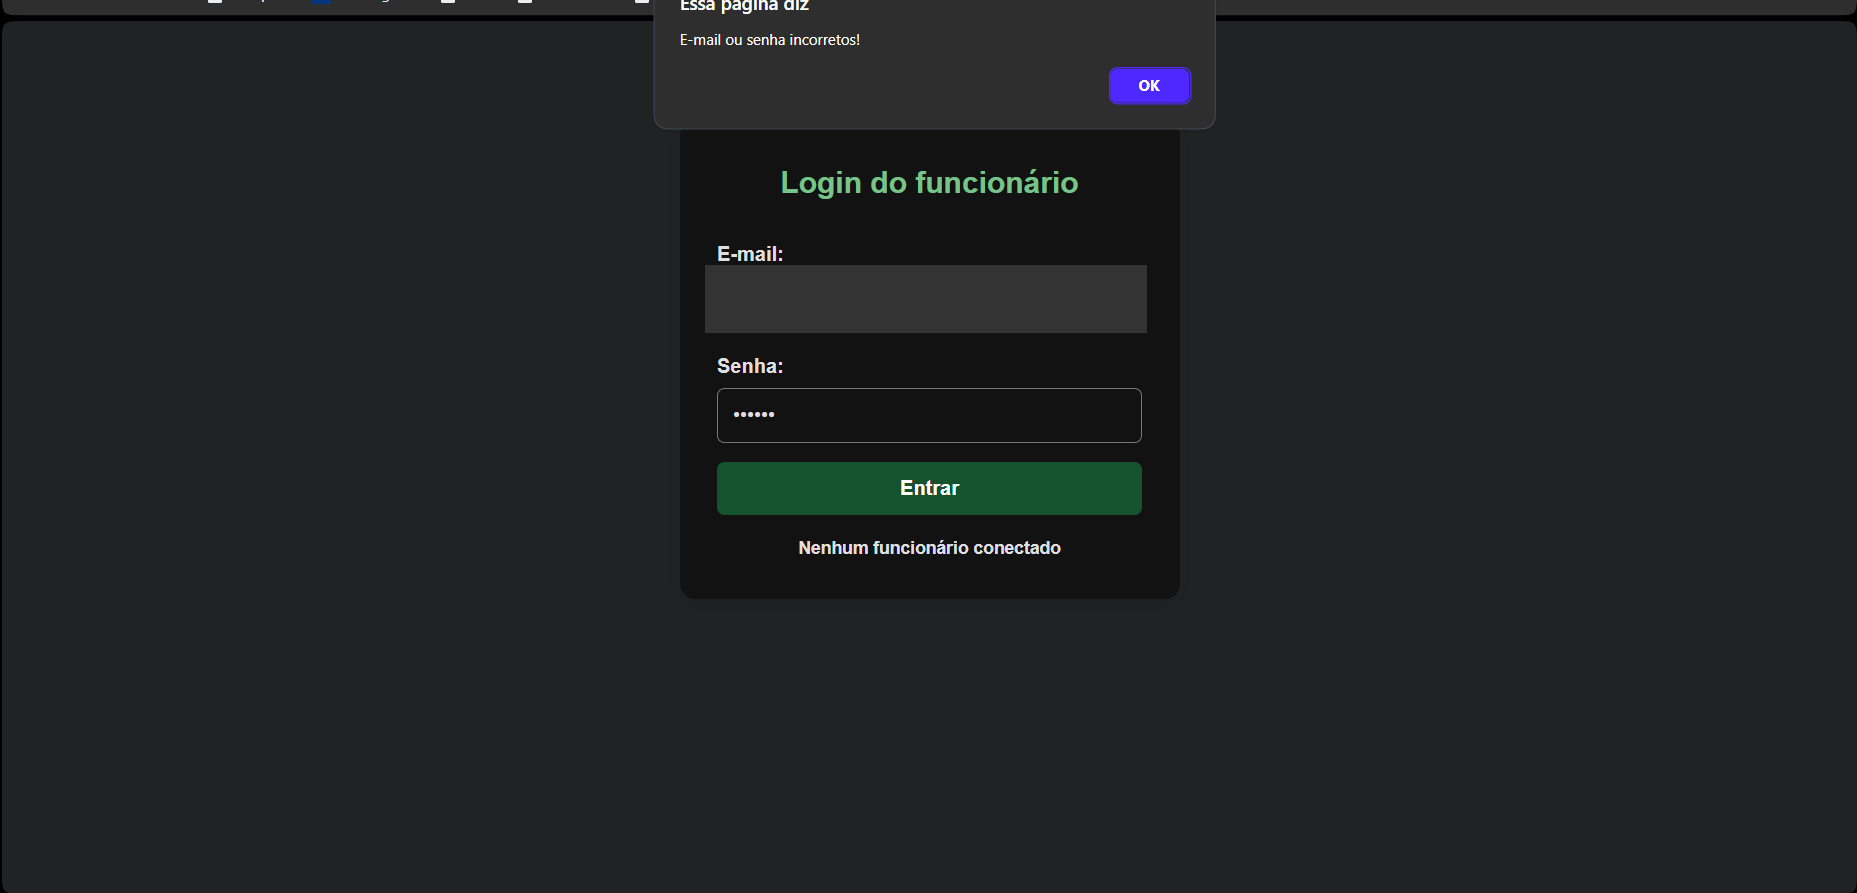 Essa página diz
E-mail ou senha incorretos!
OK
Login do funcionário
E-mail:
Senha:
••••••
Entrar
Nenhum funcionário conectado